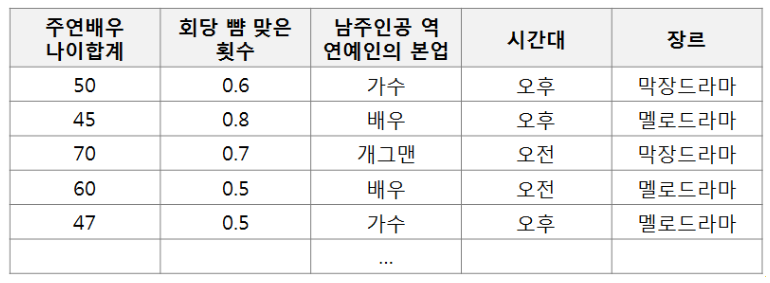 주연배우 나이합계 회당 뺨 맞은 횟수 남주인공 역 연예인의 본업 시간대 장르
50 0.6 가수 오후 막장드라마
45 0.8 배우 오후 멜로드라마
70 0.7 개그맨 오전 막장드라마
60 0.5 배우 오전 멜로드라마
47 0.5 가수 오후 멜로드라마
...